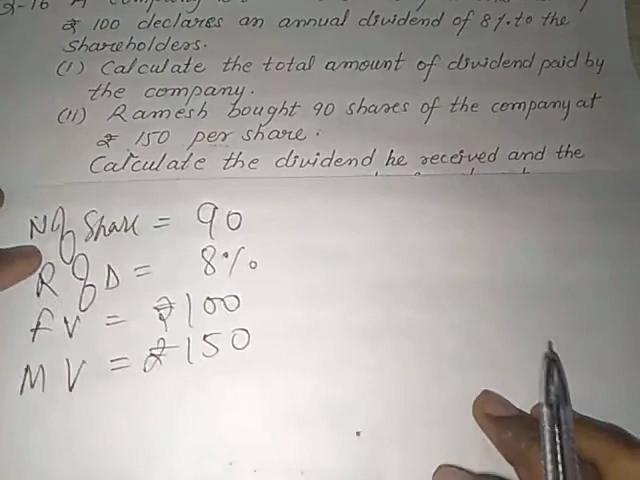 Q-16 A company
₹ 100 declares an annual dividend of 8% to the
shareholders.
(I) Calculate the total amount of dividend paid by
the company.
(II) Ramesh bought 90 shares of the company at
₹ 150 per share.
Calculate the dividend he received and the
N of Share = 90
R of D = 8%
FV = ₹100
MV = ₹150